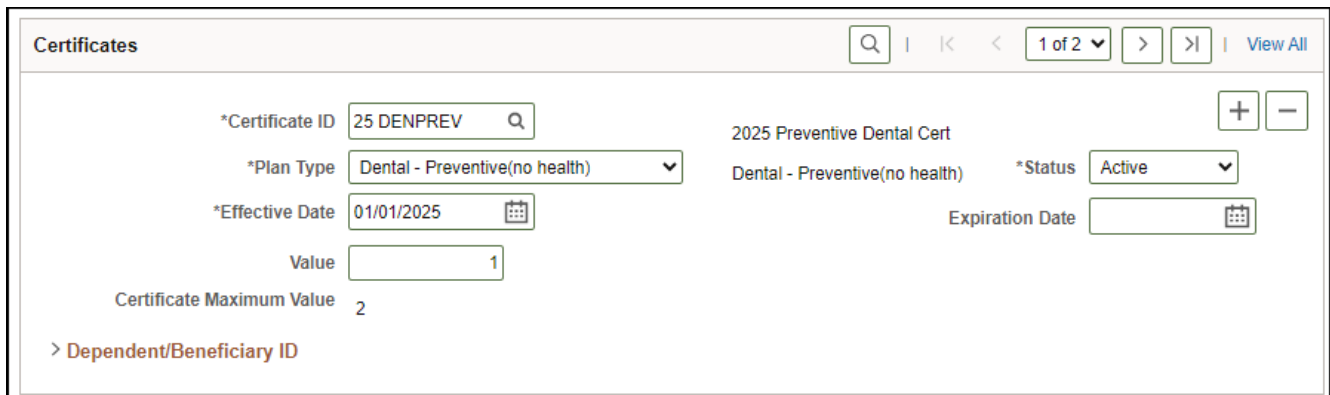 Certificates
1 of 2
View All
*Certificate ID 25 DENPREV
2025 Preventive Dental Cert
*Plan Type Dental - Preventive(no health)
Dental - Preventive(no health)
*Status Active
*Effective Date 01/01/2025
Expiration Date
Value 1
Certificate Maximum Value 2
Dependent/Beneficiary ID